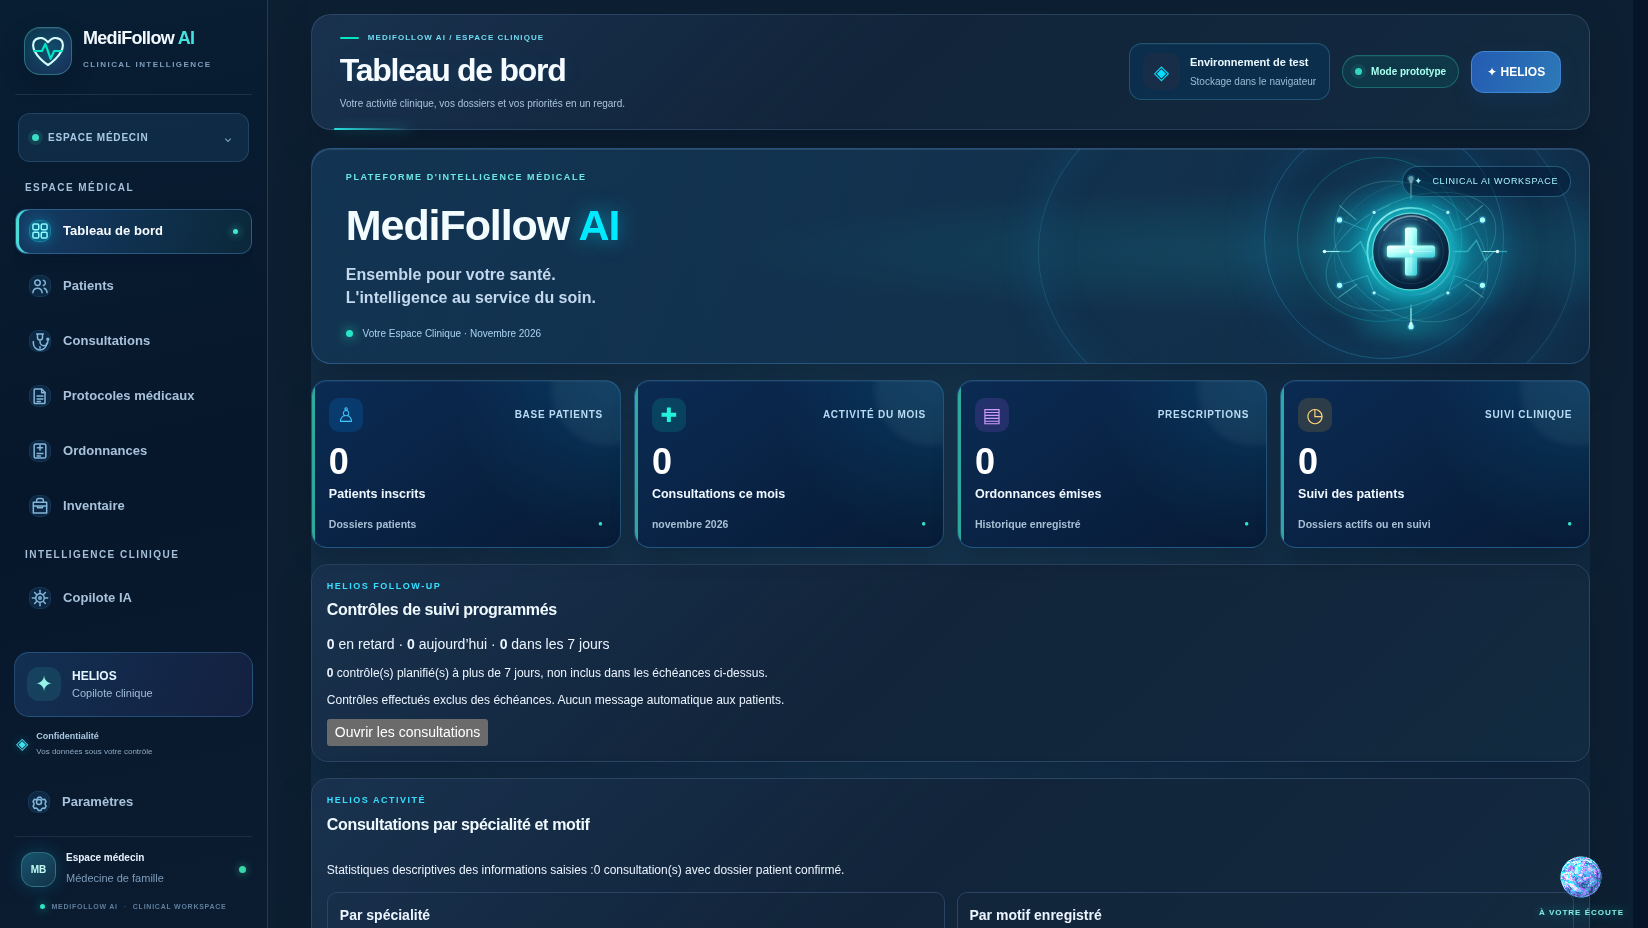 MediFollow AI
CLINICAL INTELLIGENCE
ESPACE MÉDECIN
ESPACE MÉDICAL
Tableau de bord
Patients
Consultations
Protocoles médicaux
Ordonnances
Inventaire
INTELLIGENCE CLINIQUE
Copilote IA
HELIOS
Copilote clinique
Confidentialité
Vos données sous votre contrôle
Paramètres
MB
Espace médecin
Médecine de famille
MEDIFOLLOW AI · CLINICAL WORKSPACE
MEDIFOLLOW AI / ESPACE CLINIQUE
Tableau de bord
Votre activité clinique, vos dossiers et vos priorités en un regard.
Environnement de test
Stockage dans le navigateur
Mode prototype
✦ HELIOS
PLATEFORME D'INTELLIGENCE MÉDICALE
CLINICAL AI WORKSPACE
MediFollow AI
Ensemble pour votre santé.
L'intelligence au service du soin.
Votre Espace Clinique · Novembre 2026
BASE PATIENTS
0
Patients inscrits
Dossiers patients
ACTIVITÉ DU MOIS
0
Consultations ce mois
novembre 2026
PRESCRIPTIONS
0
Ordonnances émises
Historique enregistré
SUIVI CLINIQUE
0
Suivi des patients
Dossiers actifs ou en suivi
HELIOS FOLLOW-UP
Contrôles de suivi programmés
0 en retard · 0 aujourd’hui · 0 dans les 7 jours
0 contrôle(s) planifié(s) à plus de 7 jours, non inclus dans les échéances ci-dessus.
Contrôles effectués exclus des échéances. Aucun message automatique aux patients.
Ouvrir les consultations
HELIOS ACTIVITÉ
Consultations par spécialité et motif
Statistiques descriptives des informations saisies :0 consultation(s) avec dossier patient confirmé.
Par spécialité
Par motif enregistré
À VOTRE ÉCOUTE